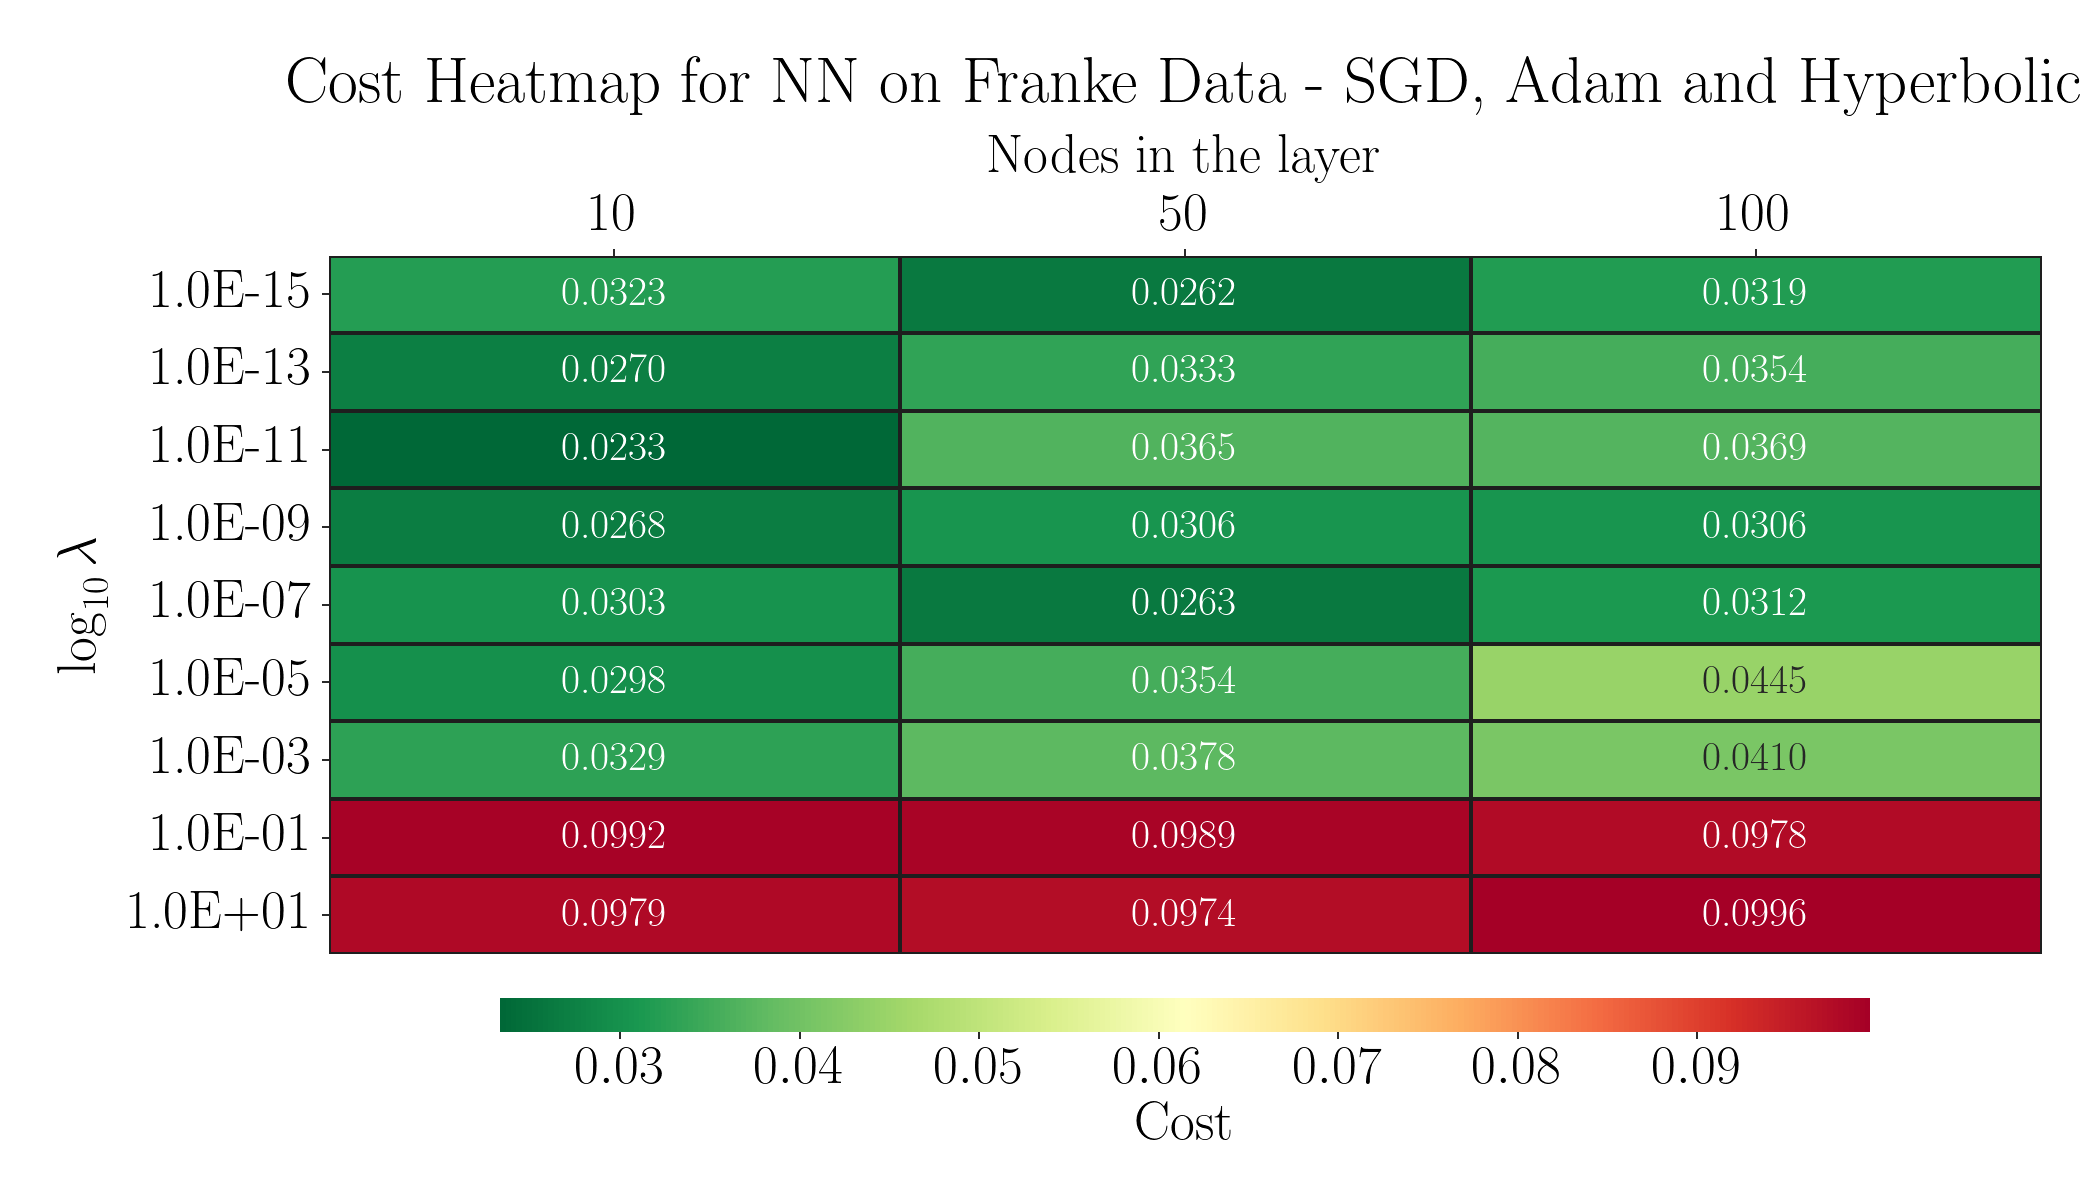 Cost Heatmap for NN on Franke Data - SGD, Adam and Hyperbolic
Nodes in the layer
10 50 100
1.0E-15 0.0323 0.0262 0.0319
1.0E-13 0.0270 0.0333 0.0354
1.0E-11 0.0233 0.0365 0.0369
1.0E-09 0.0268 0.0306 0.0306
1.0E-07 0.0303 0.0263 0.0312
1.0E-05 0.0298 0.0354 0.0445
1.0E-03 0.0329 0.0378 0.0410
1.0E-01 0.0992 0.0989 0.0978
1.0E+01 0.0979 0.0974 0.0996
log₁₀ λ
0.03 0.04 0.05 0.06 0.07 0.08 0.09
Cost